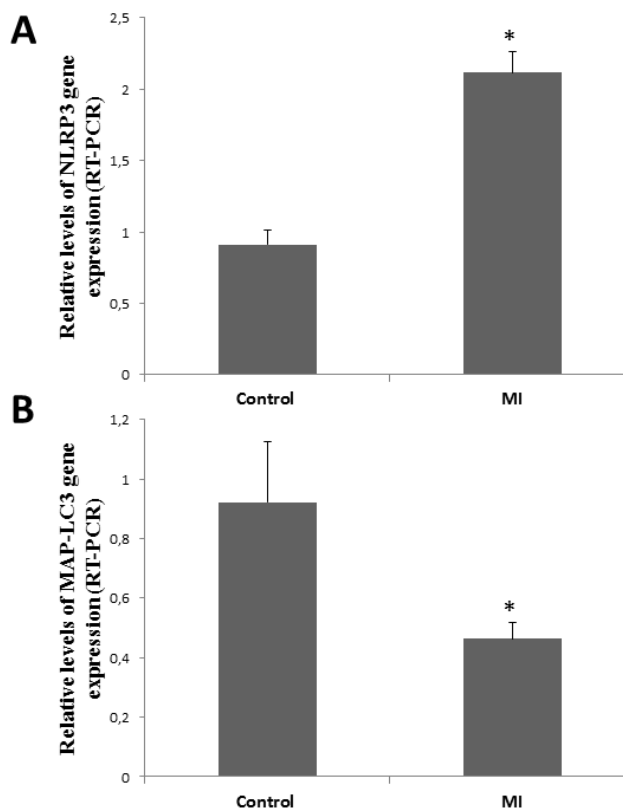 A
Relative levels of NLRP3 gene
expression (RT-PCR)
2,5
2
1,5
1
0,5
0
*
Control
MI
B
Relative levels of MAP-LC3 gene
expression (RT-PCR)
1,2
1
0,8
0,6
0,4
0,2
0
*
Control
MI